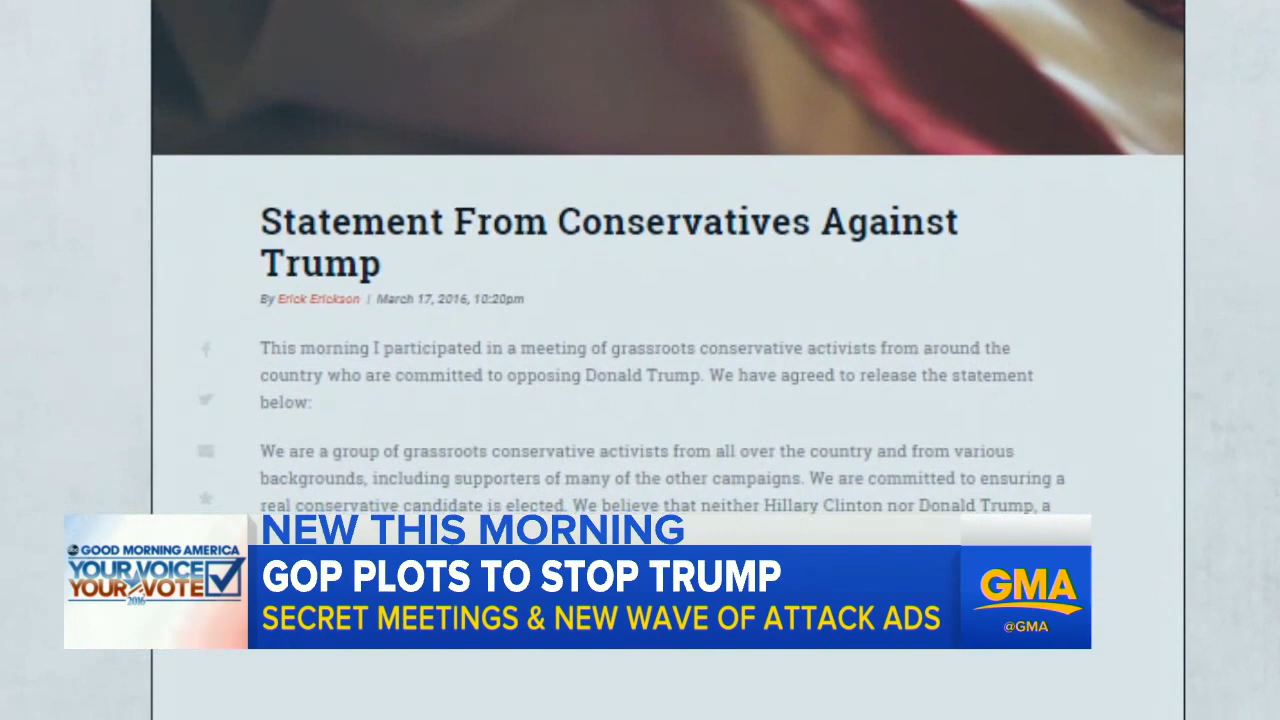 Statement From Conservatives Against
Trump
By Erick Erickson | March 17, 2016, 10:20pm
This morning I participated in a meeting of grassroots conservative activists from around the
country who are committed to opposing Donald Trump. We have agreed to release the statement
below:
We are a group of grassroots conservative activists from all over the country and from various
backgrounds, including supporters of many of the other campaigns. We are committed to ensuring a
real conservative candidate is elected. We believe that neither Hillary Clinton nor Donald Trump, a
NEW THIS MORNING
abc GOOD MORNING AMERICA
YOUR VOICE
YOUR VOTE
2016
GOP PLOTS TO STOP TRUMP
SECRET MEETINGS & NEW WAVE OF ATTACK ADS
GMA
@GMA